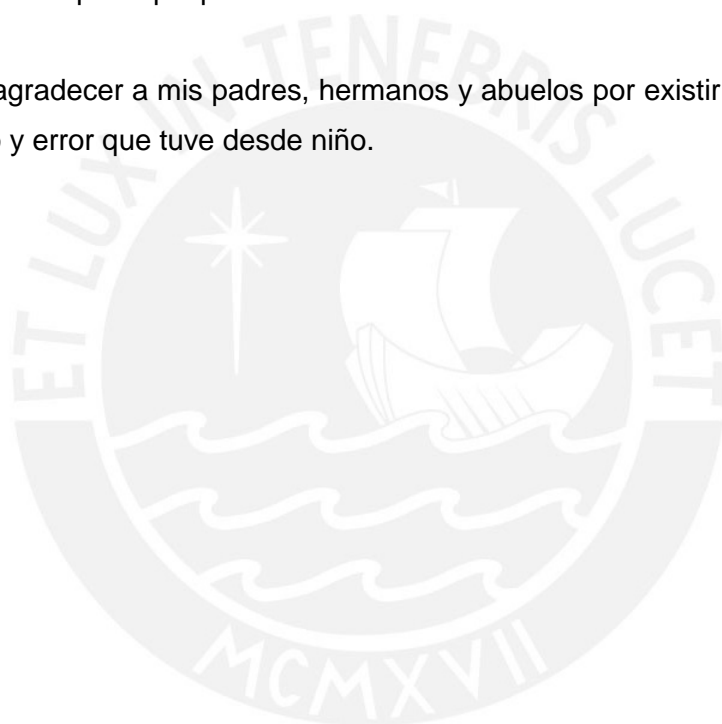 agradecer a mis padres, hermanos y abuelos por existir
y error que tuve desde niño.
ET LUX IN TENEBRIS LUCET
MCMXVII